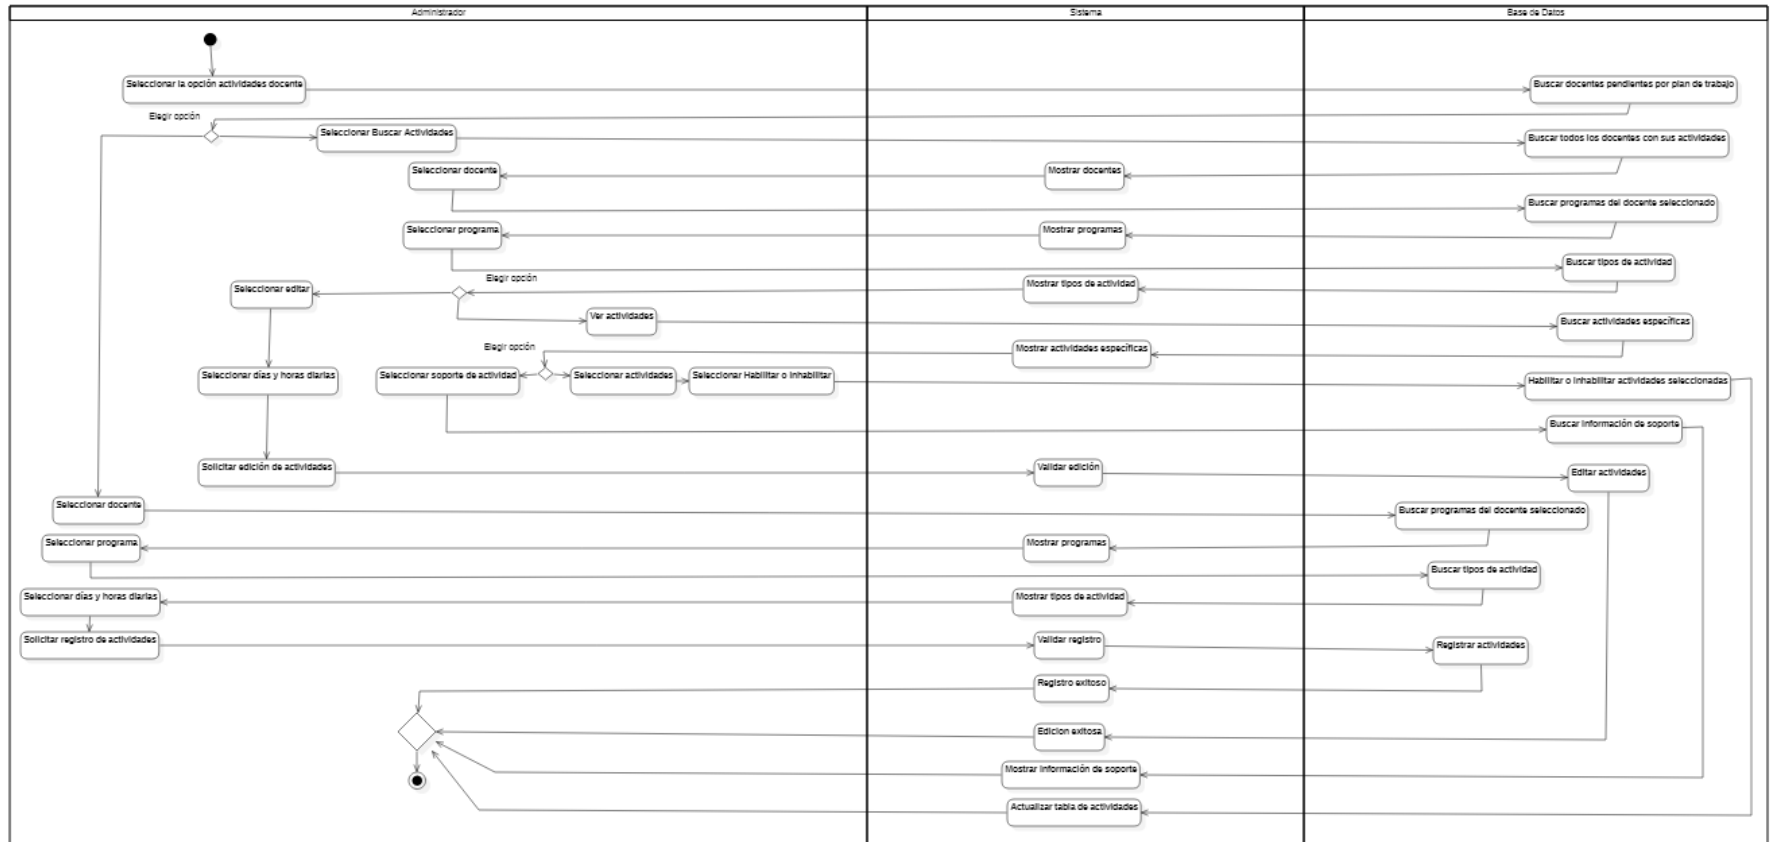 Administrador
Sistema
Base de Datos
Seleccionar la opción actividades docente
Buscar docentes pendientes por plan de trabajo
Elegir opción
Seleccionar Buscar Actividades
Buscar todos los docentes con sus actividades
Seleccionar docente
Mostrar docentes
Buscar programas del docente seleccionado
Seleccionar programa
Mostrar programas
Buscar tipos de actividad
Elegir opción
Seleccionar editar
Mostrar tipos de actividad
Ver actividades
Buscar actividades específicas
Elegir opción
Mostrar actividades específicas
Seleccionar días y horas diarias
Seleccionar soporte de actividad
Seleccionar actividades
Seleccionar Habilitar o Inhabilitar
Habilitar o Inhabilitar actividades seleccionadas
Buscar información de soporte
Solicitar edición de actividades
Validar edición
Editar actividades
Seleccionar docente
Buscar programas del docente seleccionado
Seleccionar programa
Mostrar programas
Buscar tipos de actividad
Seleccionar días y horas diarias
Mostrar tipos de actividad
Solicitar registro de actividades
Validar registro
Registrar actividades
Registro exitoso
Edicion exitosa
Mostrar información de soporte
Actualizar tabla de actividades